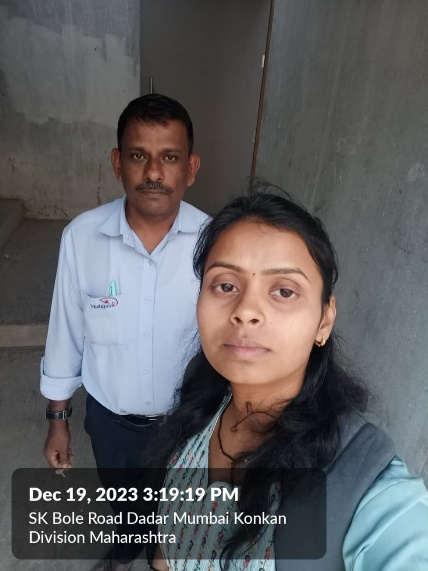 Dec 19, 2023 3:19:19 PM
SK Bole Road Dadar Mumbai Konkan
Division Maharashtra